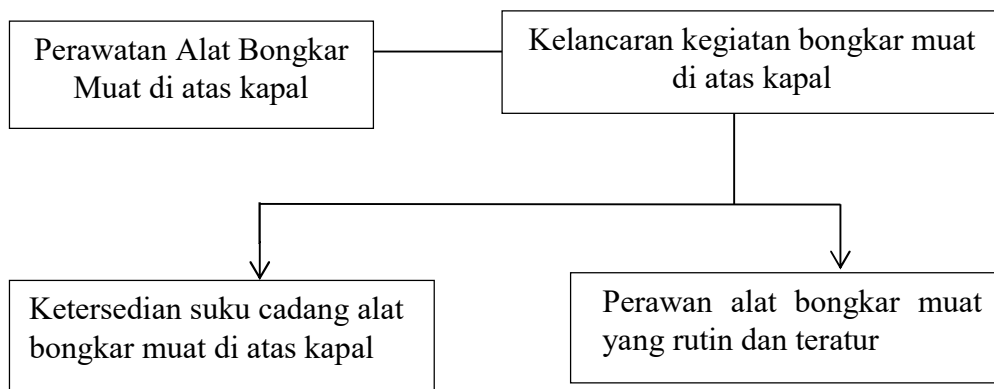 Perawatan Alat Bongkar
Muat di atas kapal
Kelancaran kegiatan bongkar muat
di atas kapal
Ketersedian suku cadang alat
bongkar muat di atas kapal
Perawan alat bongkar muat
yang rutin dan teratur